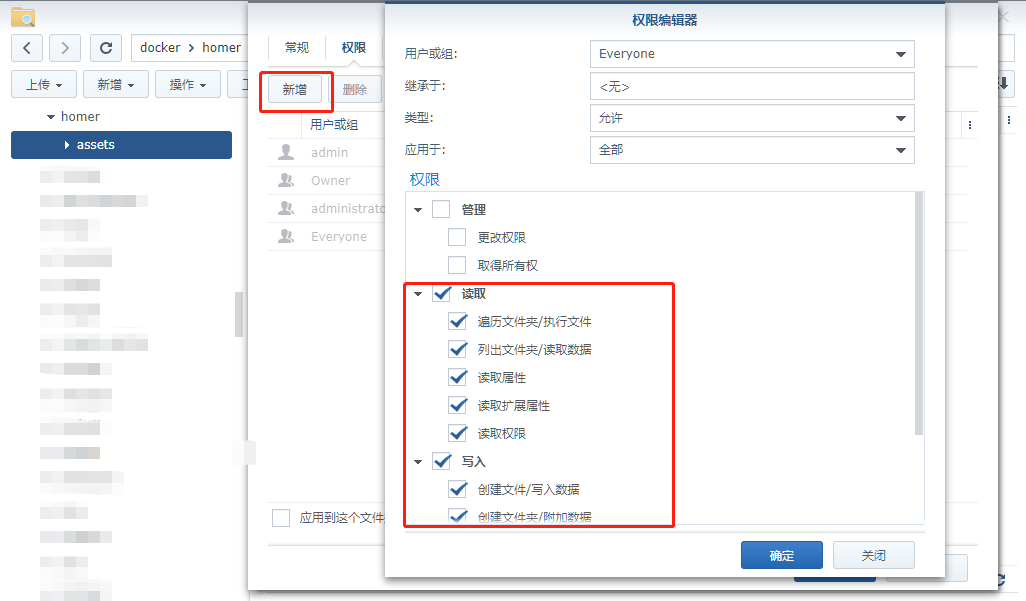 docker > homer
上传
新增
操作
homer
assets
常规
权限
新增
删除
用户或组
admin
Owner
administrato
Everyone
应用到这个文件
权限编辑器
用户或组:
Everyone
继承于:
<无>
类型:
允许
应用于:
全部
权限
管理
更改权限
取得所有权
读取
遍历文件夹/执行文件
列出文件夹/读取数据
读取属性
读取扩展属性
读取权限
写入
创建文件/写入数据
创建文件夹/附加数据
确定
关闭